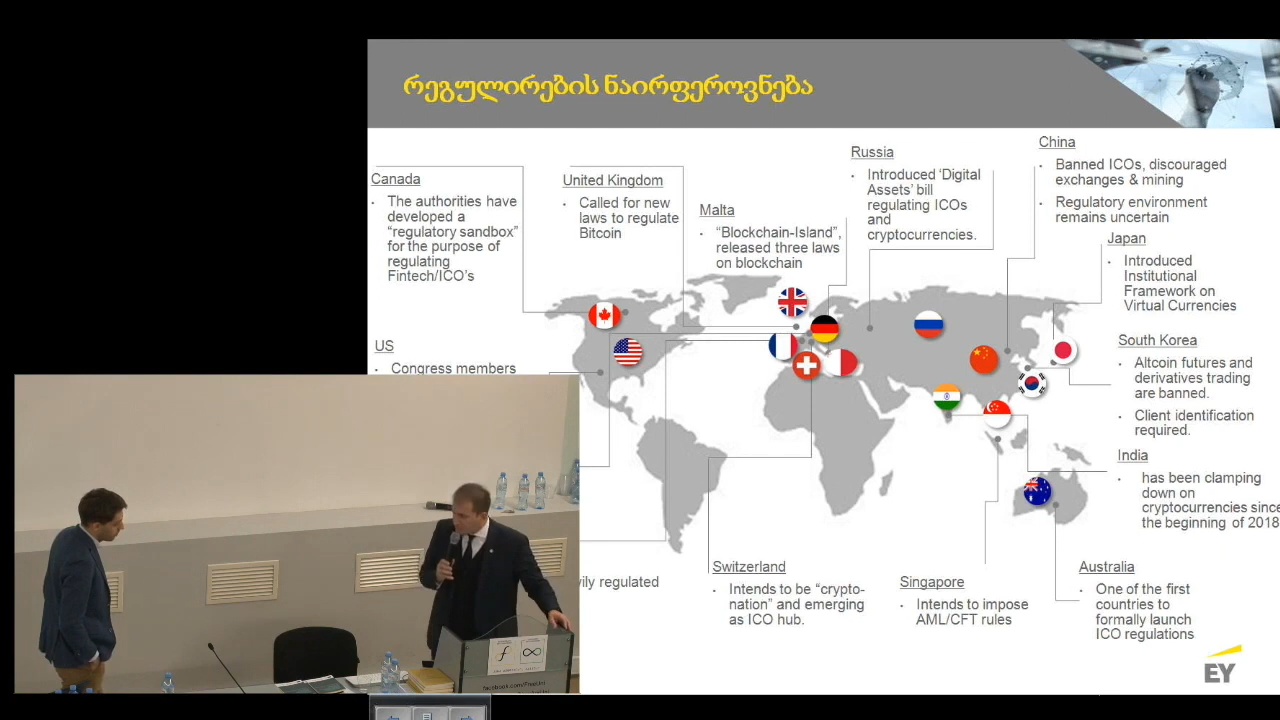 რეგულირების ნაირფეროვნება
Canada
• The authorities have
developed a
“regulatory sandbox”
for the purpose of
regulating
Fintech/ICO’s
United Kingdom
• Called for new
laws to regulate
Bitcoin
Malta
• “Blockchain-Island”,
released three laws
on blockchain
Russia
• Introduced ‘Digital
Assets’ bill
regulating ICOs
and
cryptocurrencies.
China
• Banned ICOs, discouraged
exchanges & mining
• Regulatory environment
remains uncertain
Japan
• Introduced
Institutional
Framework on
Virtual Currencies
US
• Congress members
South Korea
• Altcoin futures and
derivatives trading
are banned.
• Client identification
required.
India
• has been clamping
down on
cryptocurrencies since
the beginning of 2018
regulated
Switzerland
• Intends to be “crypto-
nation” and emerging
as ICO hub.
Singapore
• Intends to impose
AML/CFT rules
Australia
• One of the first
countries to
formally launch
ICO regulations
EY